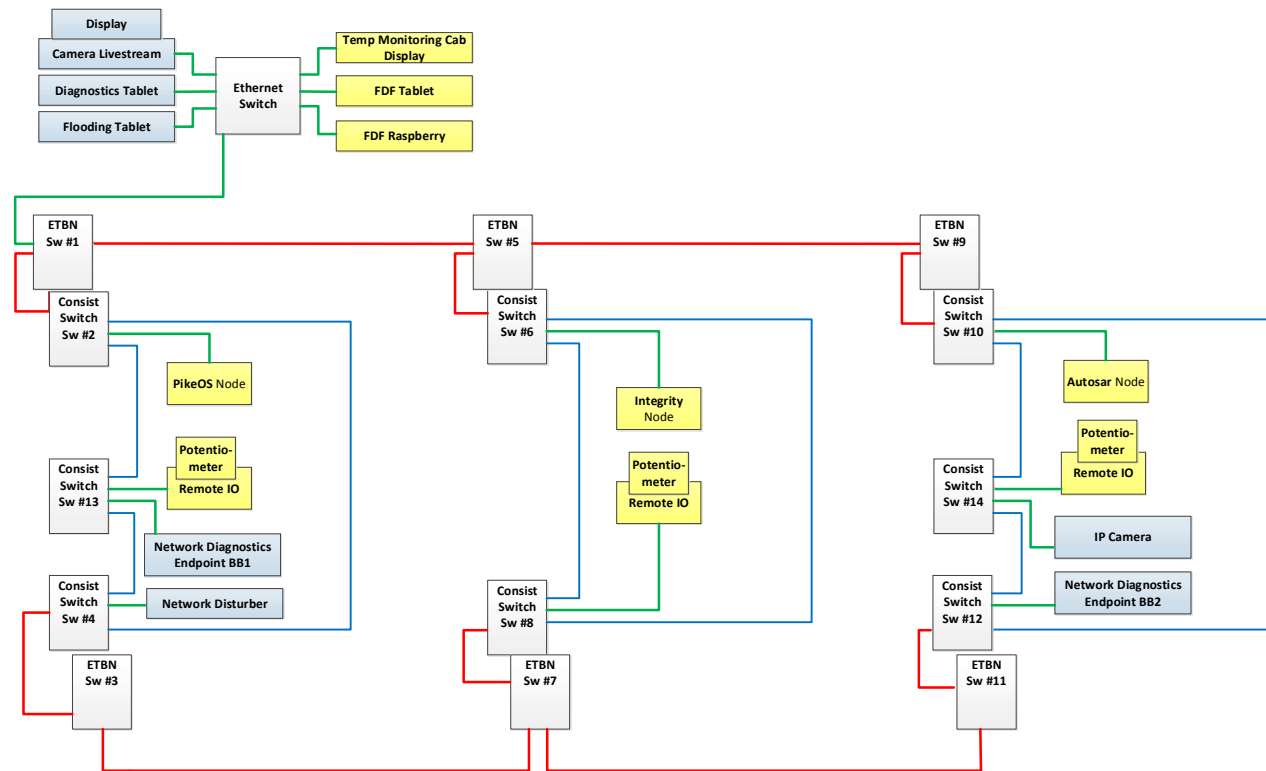 Display
Camera Livestream
Diagnostics Tablet
Flooding Tablet
Ethernet
Switch
Temp Monitoring Cab
Display
FDF Tablet
FDF Raspberry
ETBN
Sw #1
Consist
Switch
Sw #2
PikeOS Node
Consist
Switch
Sw #13
Potentio-
meter
Remote IO
Network Diagnostics
Endpoint BB1
Consist
Switch
Sw #4
Network Disturber
ETBN
Sw #3
ETBN
Sw #5
Consist
Switch
Sw #6
Integrity
Node
Potentio-
meter
Remote IO
Consist
Switch
Sw #8
ETBN
Sw #7
ETBN
Sw #9
Consist
Switch
Sw #10
Autosar Node
Consist
Switch
Sw #14
Potentio-
meter
Remote IO
IP Camera
Consist
Switch
Sw #12
Network Diagnostics
Endpoint BB2
ETBN
Sw #11